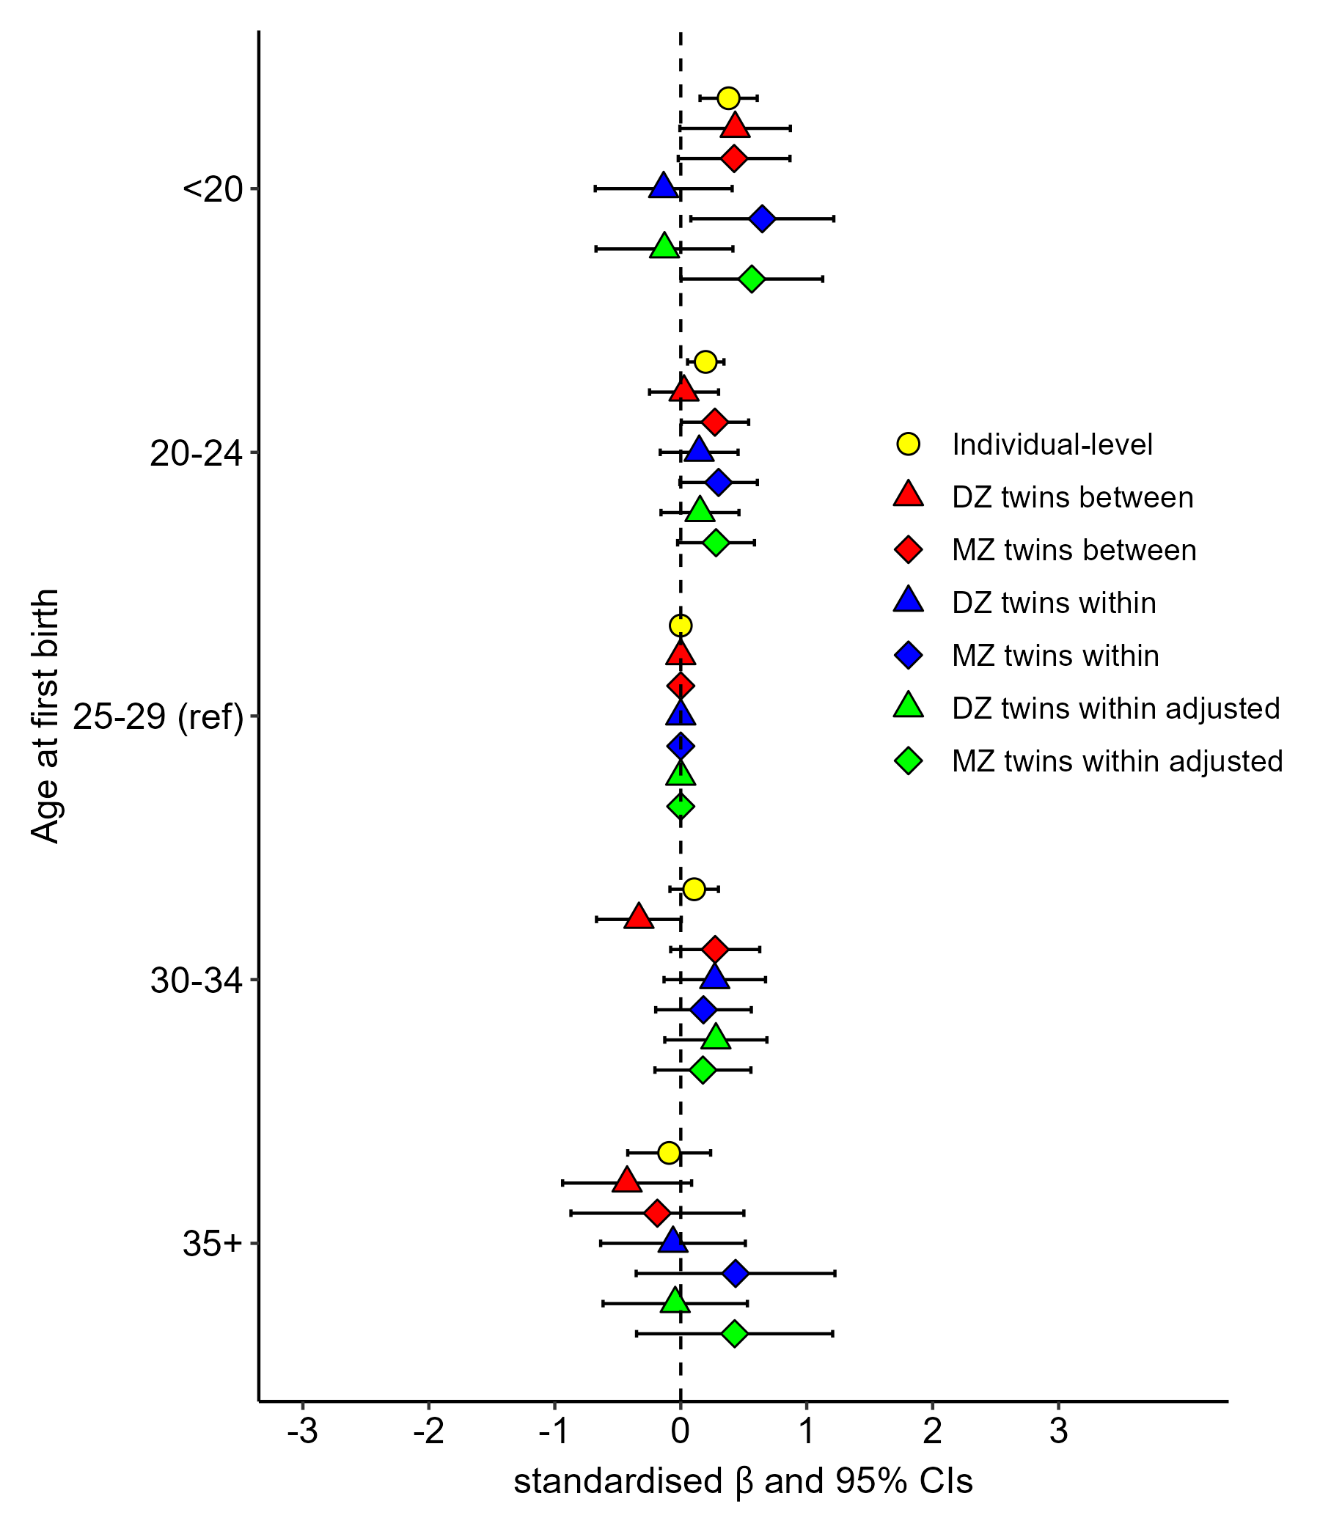 Age at first birth
<20
20-24
25-29 (ref)
30-34
35+
Individual-level
DZ twins between
MZ twins between
DZ twins within
MZ twins within
DZ twins within adjusted
MZ twins within adjusted
-3 -2 -1 0 1 2 3
standardised β and 95% CIs